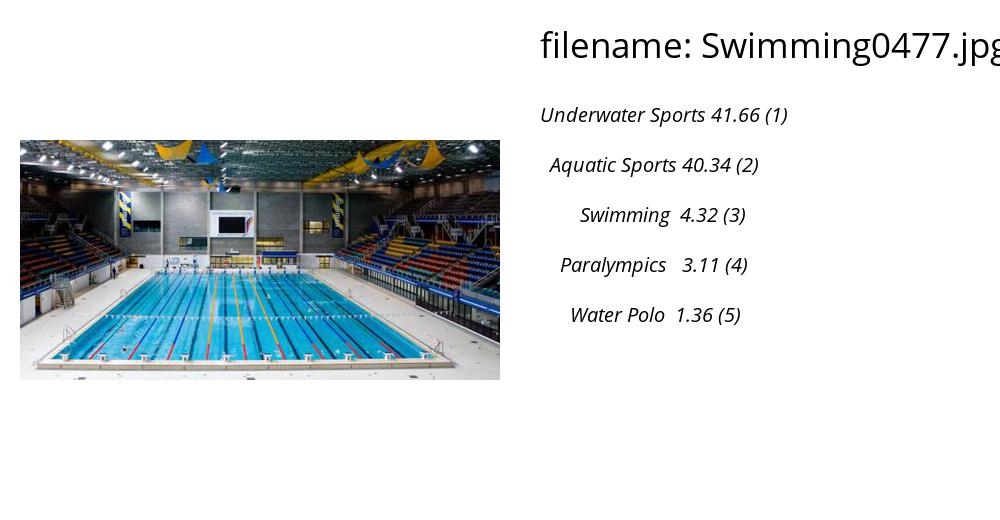 filename: Swimming0477.jpg
Underwater Sports 41.66 (1)
Aquatic Sports 40.34 (2)
Swimming 4.32 (3)
Paralympics 3.11 (4)
Water Polo 1.36 (5)